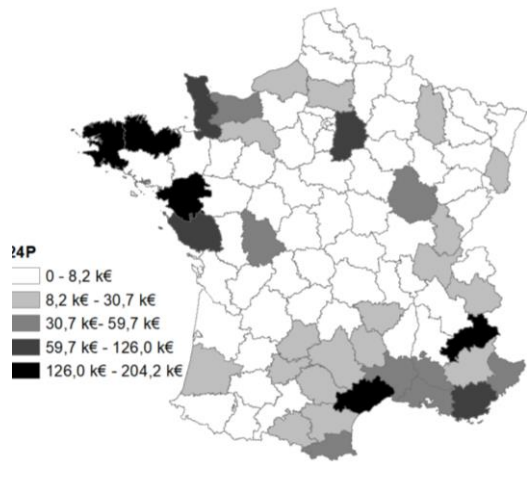 24P
0 - 8,2 k€
8,2 k€ - 30,7 k€
30,7 k€- 59,7 k€
59,7 k€ - 126,0 k€
126,0 k€ - 204,2 k€